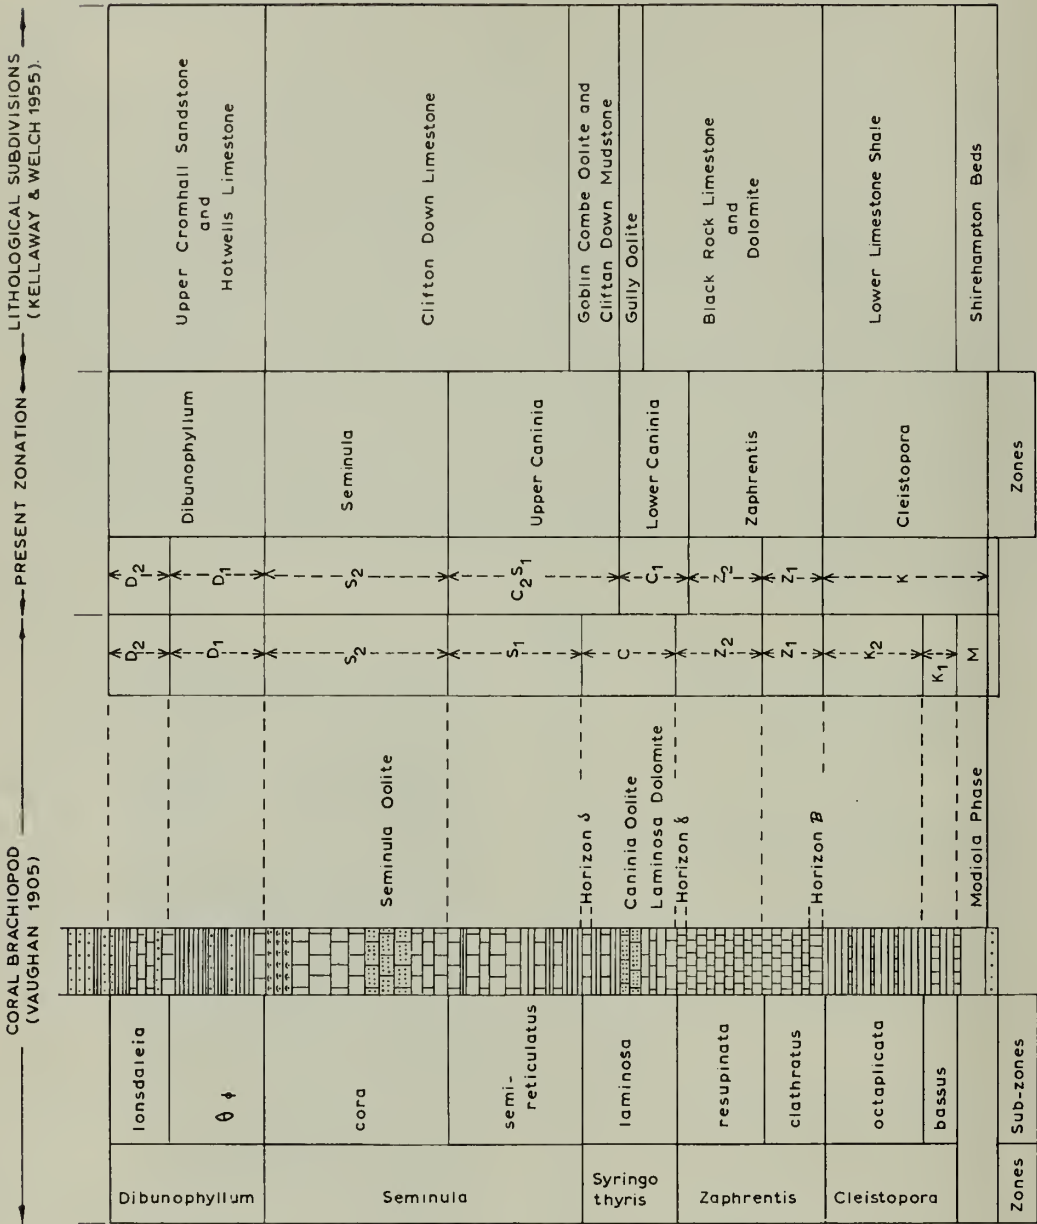 CORAL BRACHIOPOD
(VAUGHAN 1905)
PRESENT ZONATION
LITHOLOGICAL SUBDIVISIONS
(KELLAWAY & WELCH 1955).
Dibunophyllum
Seminula
Syringo
thyris
Zaphrentis
Cleistopora
Zones
lonsdaleia
θ ϕ
cora
semi-
reticulatus
laminosa
resupinata
clathratus
octaplicata
bassus
Sub-zones
Seminula Oolite
Horizon δ
Caninia Oolite
Laminosa Dolomite
Horizon γ
Horizon β
Modiola Phase
D2
D1
S2
S1
C
Z2
Z1
K2
K1
M
D2
D1
S2
C2S1
C1
Z2
Z1
K
Dibunophyllum
Seminula
Upper Caninia
Lower Caninia
Zaphrentis
Cleistopora
Zones
Upper Cromhall Sandstone
and
Hotwells Limestone
Clifton Down Limestone
Goblin Combe Oolite and
Cliftan Down Mudstone
Gully Oolite
Black Rock Limestone
and
Dolomite
Lower Limestone Shale
Shirehampton Beds